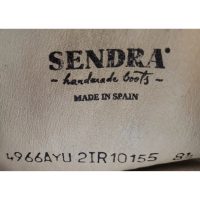 SENDRA®
-handmade boots-
MADE IN SPAIN
4966AYU 2IR10155